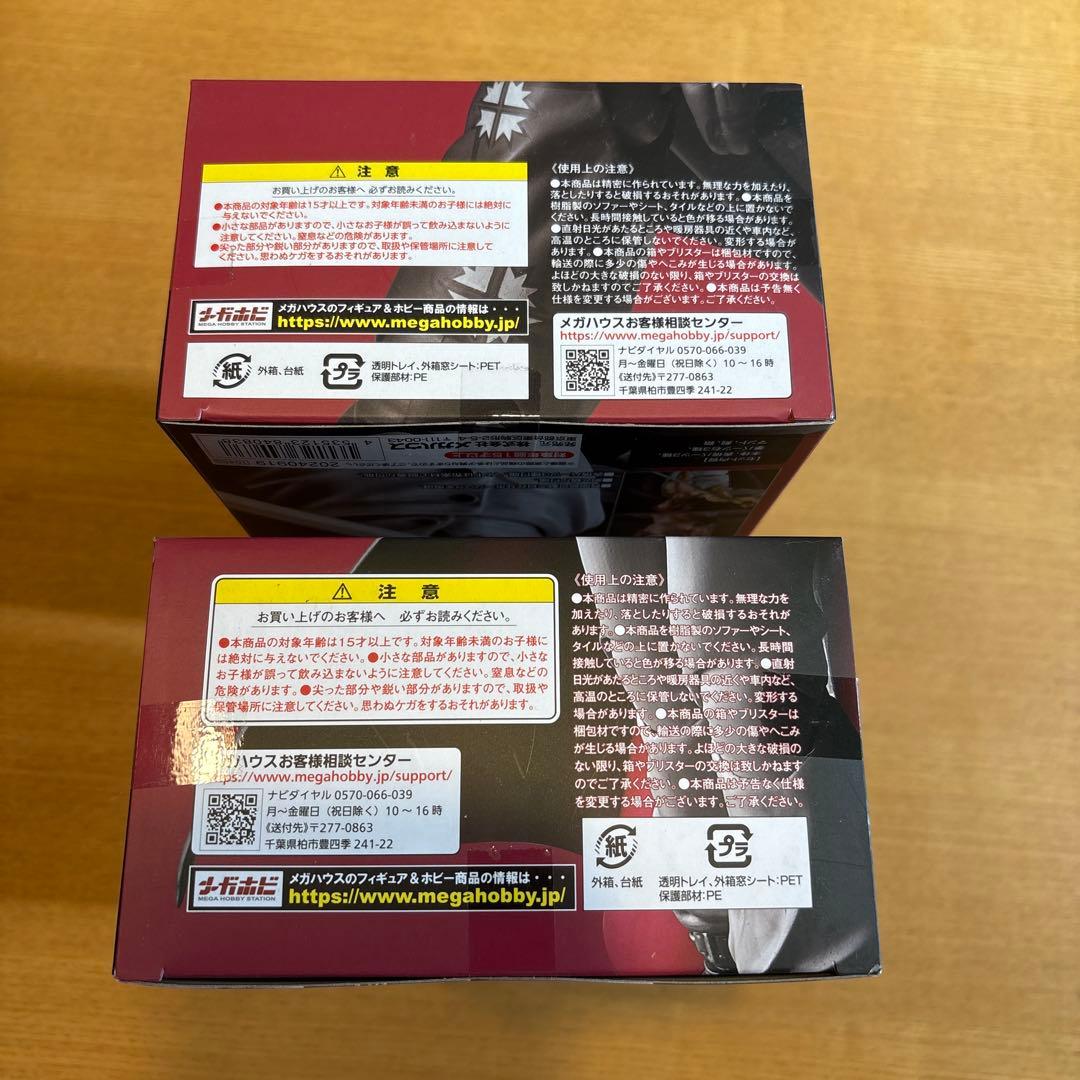 ⚠ 注意
お買い上げのお客様へ 必ずお読みください。
●本商品の対象年齢は15才以上です。対象年齢未満のお子様には絶対に
与えないでください。
●小さな部品がありますので、小さなお子様が誤って飲み込まないように
注意してください。窒息などの危険があります。
●尖った部分や鋭い部分がありますので、取扱や保管場所に注意して
ください。思わぬケガをするおそれがあります。
メガホビ
MEGA HOBBY STATION
メガハウスのフィギュア&ホビー商品の情報は・・・
https://www.megahobby.jp/
紙
外箱、台紙
プラ
透明トレイ、外箱窓シート:PET
保護部材:PE
《使用上の注意》
●本商品は精密に作られています。無理な力を加えたり、
落としたりすると破損するおそれがあります。●本商品を
樹脂製のソファーやシート、タイルなどの上に置かないで
ください。長時間接触していると色が移る場合があります。
●直射日光があたるところや暖房器具の近くや車内など、
高温のところに保管しないでください。変形する場合が
あります。●本商品の箱やブリスターは梱包材ですので、
輸送の際に多少の傷やへこみが生じる場合があります。
よほどの大きな破損のない限り、箱やブリスターの交換は
致しかねますのでご了承ください。●本商品は予告無く
仕様を変更する場合がございます。ご了承ください。
メガハウスお客様相談センター
https://www.megahobby.jp/support/
ナビダイヤル 0570-066-039
月〜金曜日（祝日除く）10〜16時
《送付先》〒277-0863
千葉県柏市豊四季 241-22
対象年齢15才以上
発売元
株式会社メガハウス
〒111-0043
東京都台東区駒形2-5-4
20240519
⚠ 注意
お買い上げのお客様へ 必ずお読みください。
●本商品の対象年齢は15才以上です。対象年齢未満のお子様に
は絶対に与えないでください。●小さな部品がありますので、小さな
お子様が誤って飲み込まないように注意してください。窒息などの
危険があります。●尖った部分や鋭い部分がありますので、取扱や
保管場所に注意してください。思わぬケガをするおそれがあります。
メガハウスお客様相談センター
https://www.megahobby.jp/support/
ナビダイヤル 0570-066-039
月〜金曜日（祝日除く）10〜16時
《送付先》〒277-0863
千葉県柏市豊四季 241-22
メガホビ
MEGA HOBBY STATION
メガハウスのフィギュア&ホビー商品の情報は・・・
https://www.megahobby.jp/
《使用上の注意》
●本商品は精密に作られています。無理な力を
加えたり、落としたりすると破損するおそれが
あります。●本商品を樹脂製のソファーやシート、
タイルなどの上に置かないでください。長時間
接触していると色が移る場合があります。●直射
日光があたるところや暖房器具の近くや車内など、
高温のところに保管しないでください。変形する
場合があります。●本商品の箱やブリスターは
梱包材ですので、輸送の際に多少の傷やへこみ
が生じる場合があります。よほどの大きな破損の
ない限り、箱やブリスターの交換は致しかねます
のでご了承ください。●本商品は予告なく仕様
を変更する場合がございます。ご了承ください。
紙
外箱、台紙
プラ
透明トレイ、外箱窓シート:PET
保護部材:PE